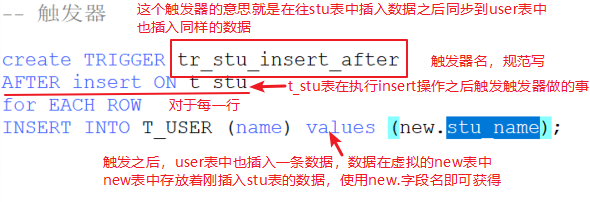 -- 触发器
这个触发器的意思就是在往stu表中插入数据之后同步到user表中
也插入同样的数据
create TRIGGER tr_stu_insert_after
触发器名，规范写
AFTER insert ON t_stu
t_stu表在执行insert操作之后触发触发器做的事
for EACH ROW
对于每一行
INSERT INTO T_USER (name) values (new.stu_name);
触发之后，user表中也插入一条数据，数据在虚拟的new表中
new表中存放着刚插入stu表的数据，使用new.字段名即可获得